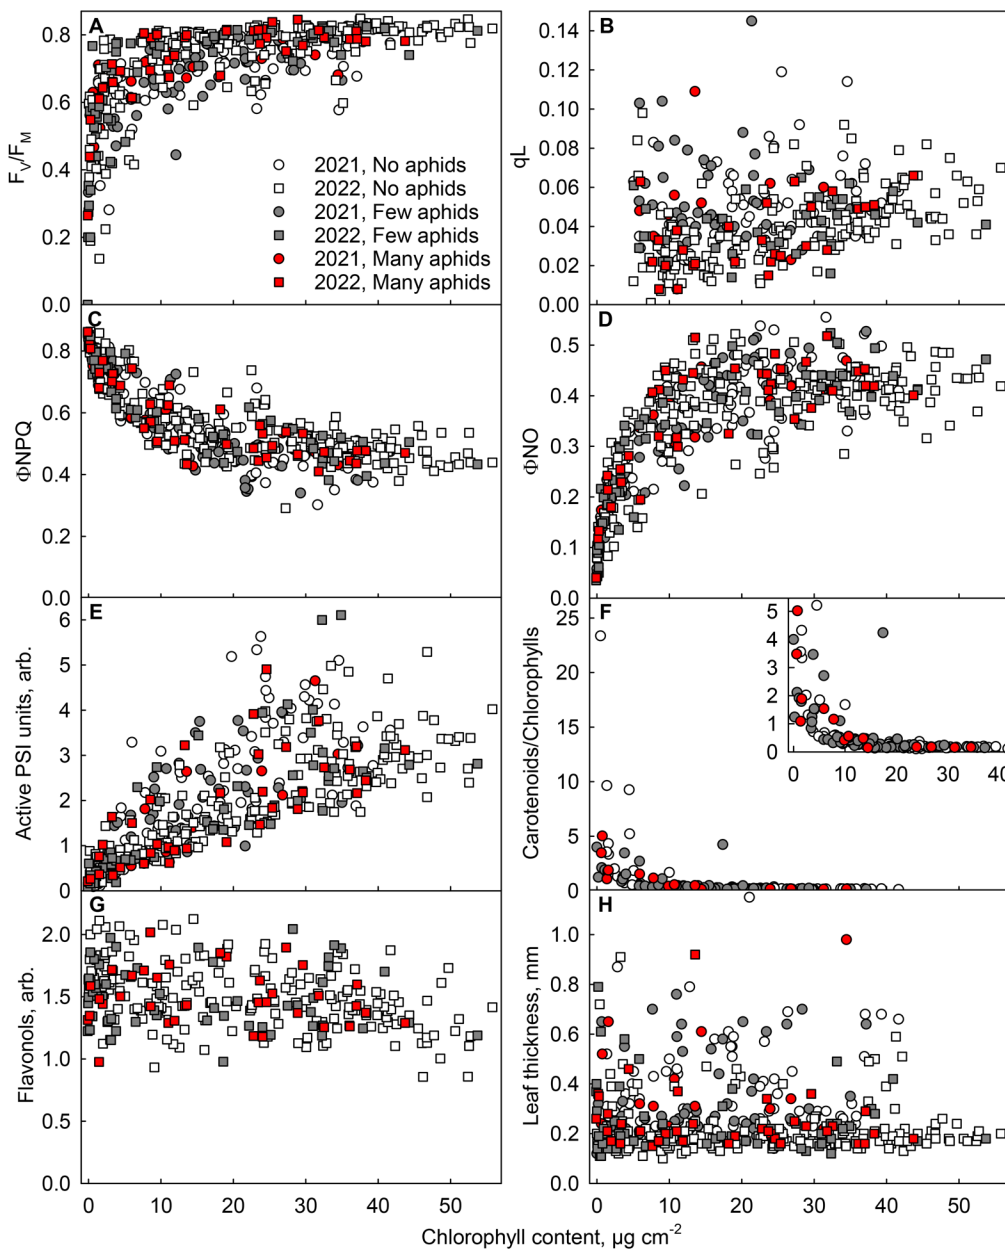 A
0.8
0.6
0.4
0.2
0.0
F_V/F_M
2021, No aphids
2022, No aphids
2021, Few aphids
2022, Few aphids
2021, Many aphids
2022, Many aphids
B
0.14
0.12
0.10
0.08
0.06
0.04
0.02
0.00
qL
C
0.8
0.6
0.4
0.2
0.0
ΦNPQ
D
0.5
0.4
0.3
0.2
0.1
0.0
ΦNO
E
6
5
4
3
2
1
0
Active PSI units, arb.
F
25
20
15
10
5
0
Carotenoids/Chlorophylls
5
4
3
2
1
0
0 10 20 30 40
G
2.0
1.5
1.0
0.5
0.0
Flavonols, arb.
0 10 20 30 40 50
H
1.0
0.8
0.6
0.4
0.2
0.0
Leaf thickness, mm
0 10 20 30 40 50
Chlorophyll content, µg cm⁻²